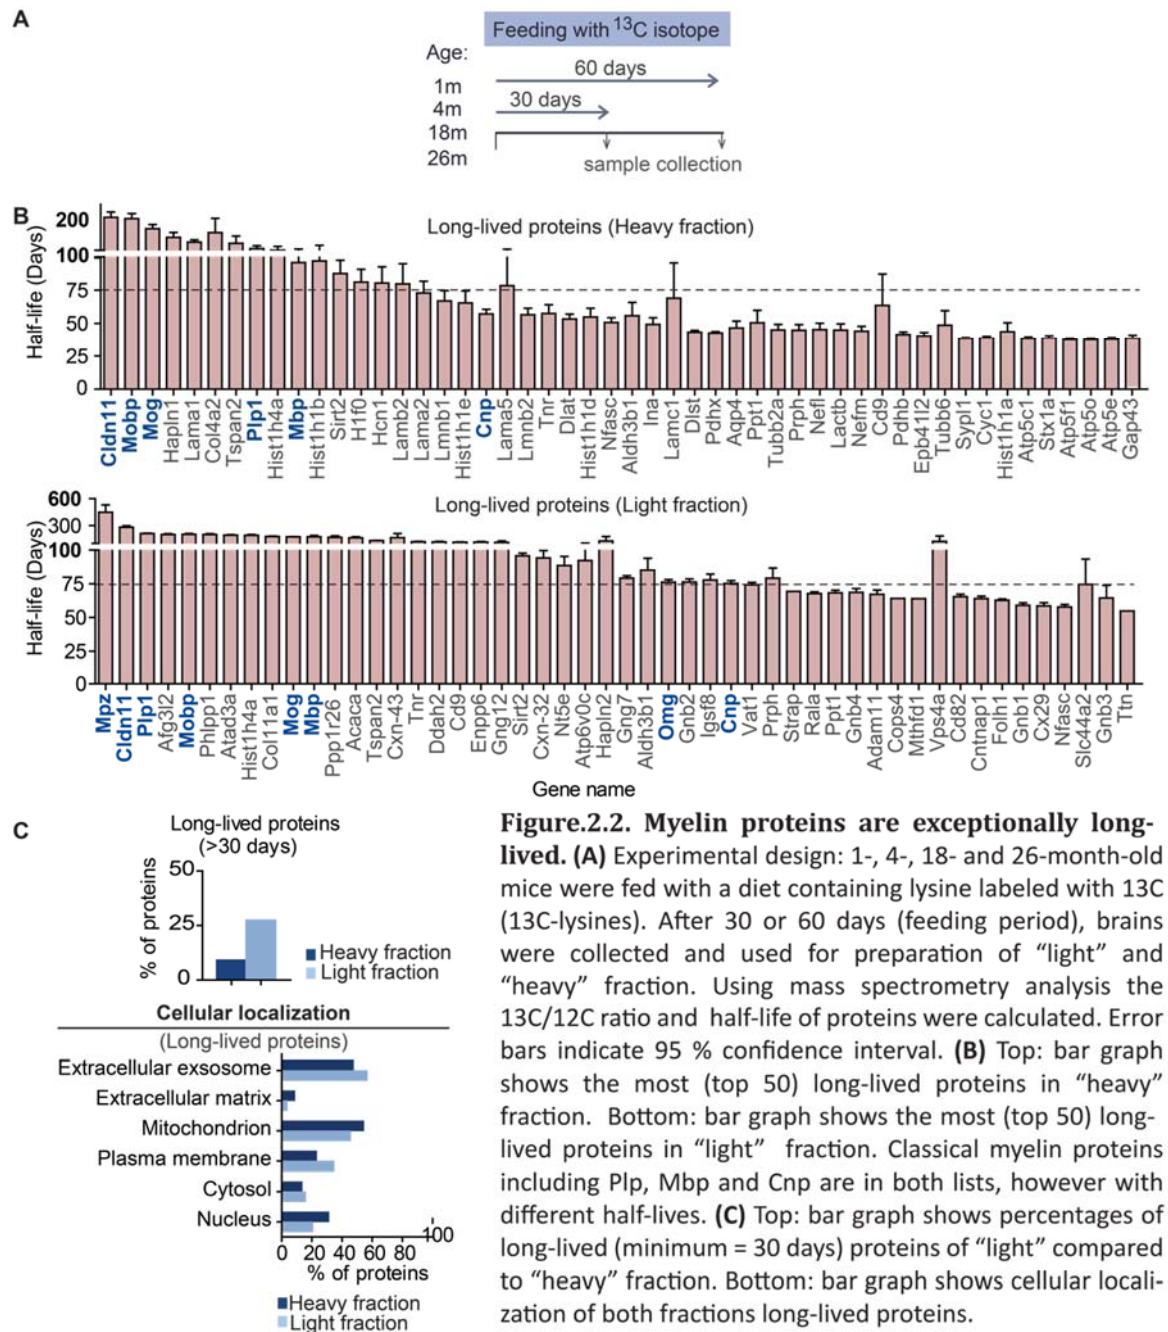 A
Feeding with 13C isotope
Age:
60 days
1m
30 days
4m
18m
26m
sample collection
B
Long-lived proteins (Heavy fraction)
Half-life (Days)
200
100
75
50
25
0
Cldn11
Mobp
Mog
Hapln1
Lama1
Col4a2
Tspan2
Plp1
Hist1h4a
Mbp
Hist1h1b
Sirt2
H1f0
Hcn1
Lamb2
Lama2
Lmnb1
Hist1h1e
Cnp
Lama5
Lmnb2
Tnr
Dlat
Hist1h1d
Nfasc
Aldh3b1
Ina
Lamc1
Dlst
Pdhx
Aqp4
Ppt1
Tubb2a
Prph
Nefl
Lactb
Nefm
Cd9
Pdhb
Epb41l2
Tubb6
Sypl1
Cyc1
Hist1h1a
Atp5c1
Stx1a
Atp5f1
Atp5o
Atp5e
Gap43
Long-lived proteins (Light fraction)
Half-life (Days)
600
300
100
75
50
25
0
Mpz
Cldn11
Plp1
Afg3l2
Mobp
Phlpp1
Atad3a
Hist1h4a
Col11a1
Mog
Mbp
Ppp1r26
Acaca
Tspan2
Cxn-43
Tnr
Ddah2
Cd9
Enpp6
Gng12
Sirt2
Cxn-32
Nt5e
Atp6v0c
Hapln2
Gng7
Aldh3b1
Omg
Gnb2
Igsf8
Cnp
Vat1
Prph
Strap
Rala
Ppt1
Gnb4
Adam11
Cops4
Mthfd1
Vps4a
Cd82
Cntnap1
Folh1
Gnb1
Cx29
Nfasc
Slc44a2
Gnb3
Ttn
Gene name
C
Long-lived proteins
(>30 days)
% of proteins
50
25
0
Heavy fraction
Light fraction
Cellular localization
(Long-lived proteins)
Extracellular exsosome
Extracellular matrix
Mitochondrion
Plasma membrane
Cytosol
Nucleus
0 20 40 60 80 100
% of proteins
Heavy fraction
Light fraction
Figure.2.2. Myelin proteins are exceptionally long-
lived. (A) Experimental design: 1-, 4-, 18- and 26-month-old
mice were fed with a diet containing lysine labeled with 13C
(13C-lysines). After 30 or 60 days (feeding period), brains
were collected and used for preparation of “light” and
“heavy” fraction. Using mass spectrometry analysis the
13C/12C ratio and half-life of proteins were calculated. Error
bars indicate 95 % confidence interval. (B) Top: bar graph
shows the most (top 50) long-lived proteins in “heavy”
fraction. Bottom: bar graph shows the most (top 50) long-
lived proteins in “light” fraction. Classical myelin proteins
including Plp, Mbp and Cnp are in both lists, however with
different half-lives. (C) Top: bar graph shows percentages of
long-lived (minimum = 30 days) proteins of “light” compared
to “heavy” fraction. Bottom: bar graph shows cellular locali-
zation of both fractions long-lived proteins.